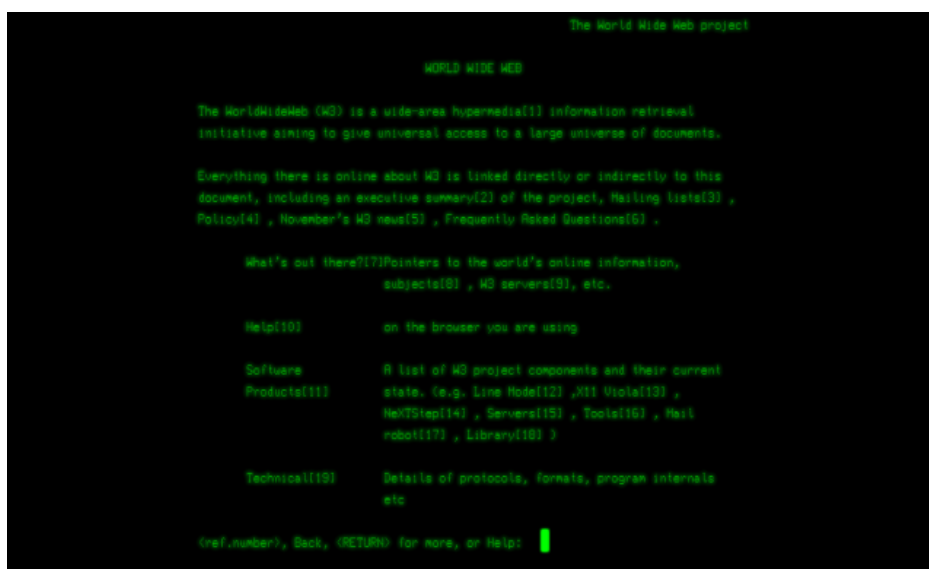 The World Wide Web project
WORLD WIDE WEB
The WorldWideWeb (W3) is a wide-area hypermedia[1] information retrieval
initiative aiming to give universal access to a large universe of documents.
Everything there is online about W3 is linked directly or indirectly to this
document, including an executive summary[2] of the project, Mailing lists[3] ,
Policy[4] , November's W3 news[5] , Frequently Asked Questions[6] .
What's out there?[7]Pointers to the world's online information,
subjects[8] , W3 servers[9], etc.
Help[10] on the browser you are using
Software A list of W3 project components and their current
Products[11] state. (e.g. Line Mode[12] ,X11 Viola[13] ,
NeXTStep[14] , Servers[15] , Tools[16] , Mail
robot[17] , Library[18] )
Technical[19] Details of protocols, formats, program internals
etc
<ref.number>, Back, <RETURN> for more, or Help: